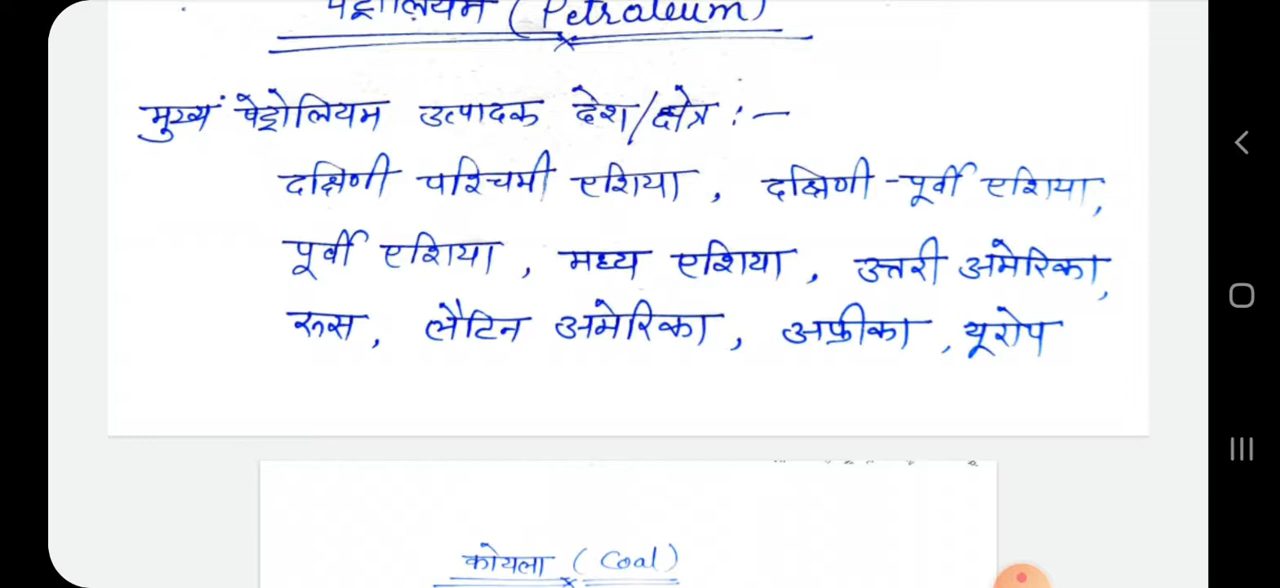 पेट्रोलियम (Petroleum)
मुख्य पेट्रोलियम उत्पादक देश/क्षेत्र :-
दक्षिणी पश्चिमी एशिया, दक्षिणी-पूर्वी एशिया,
पूर्वी एशिया, मध्य एशिया, उत्तरी अमेरिका,
रूस, लैटिन अमेरिका, अफ्रीका, यूरोप
कोयला (Coal)